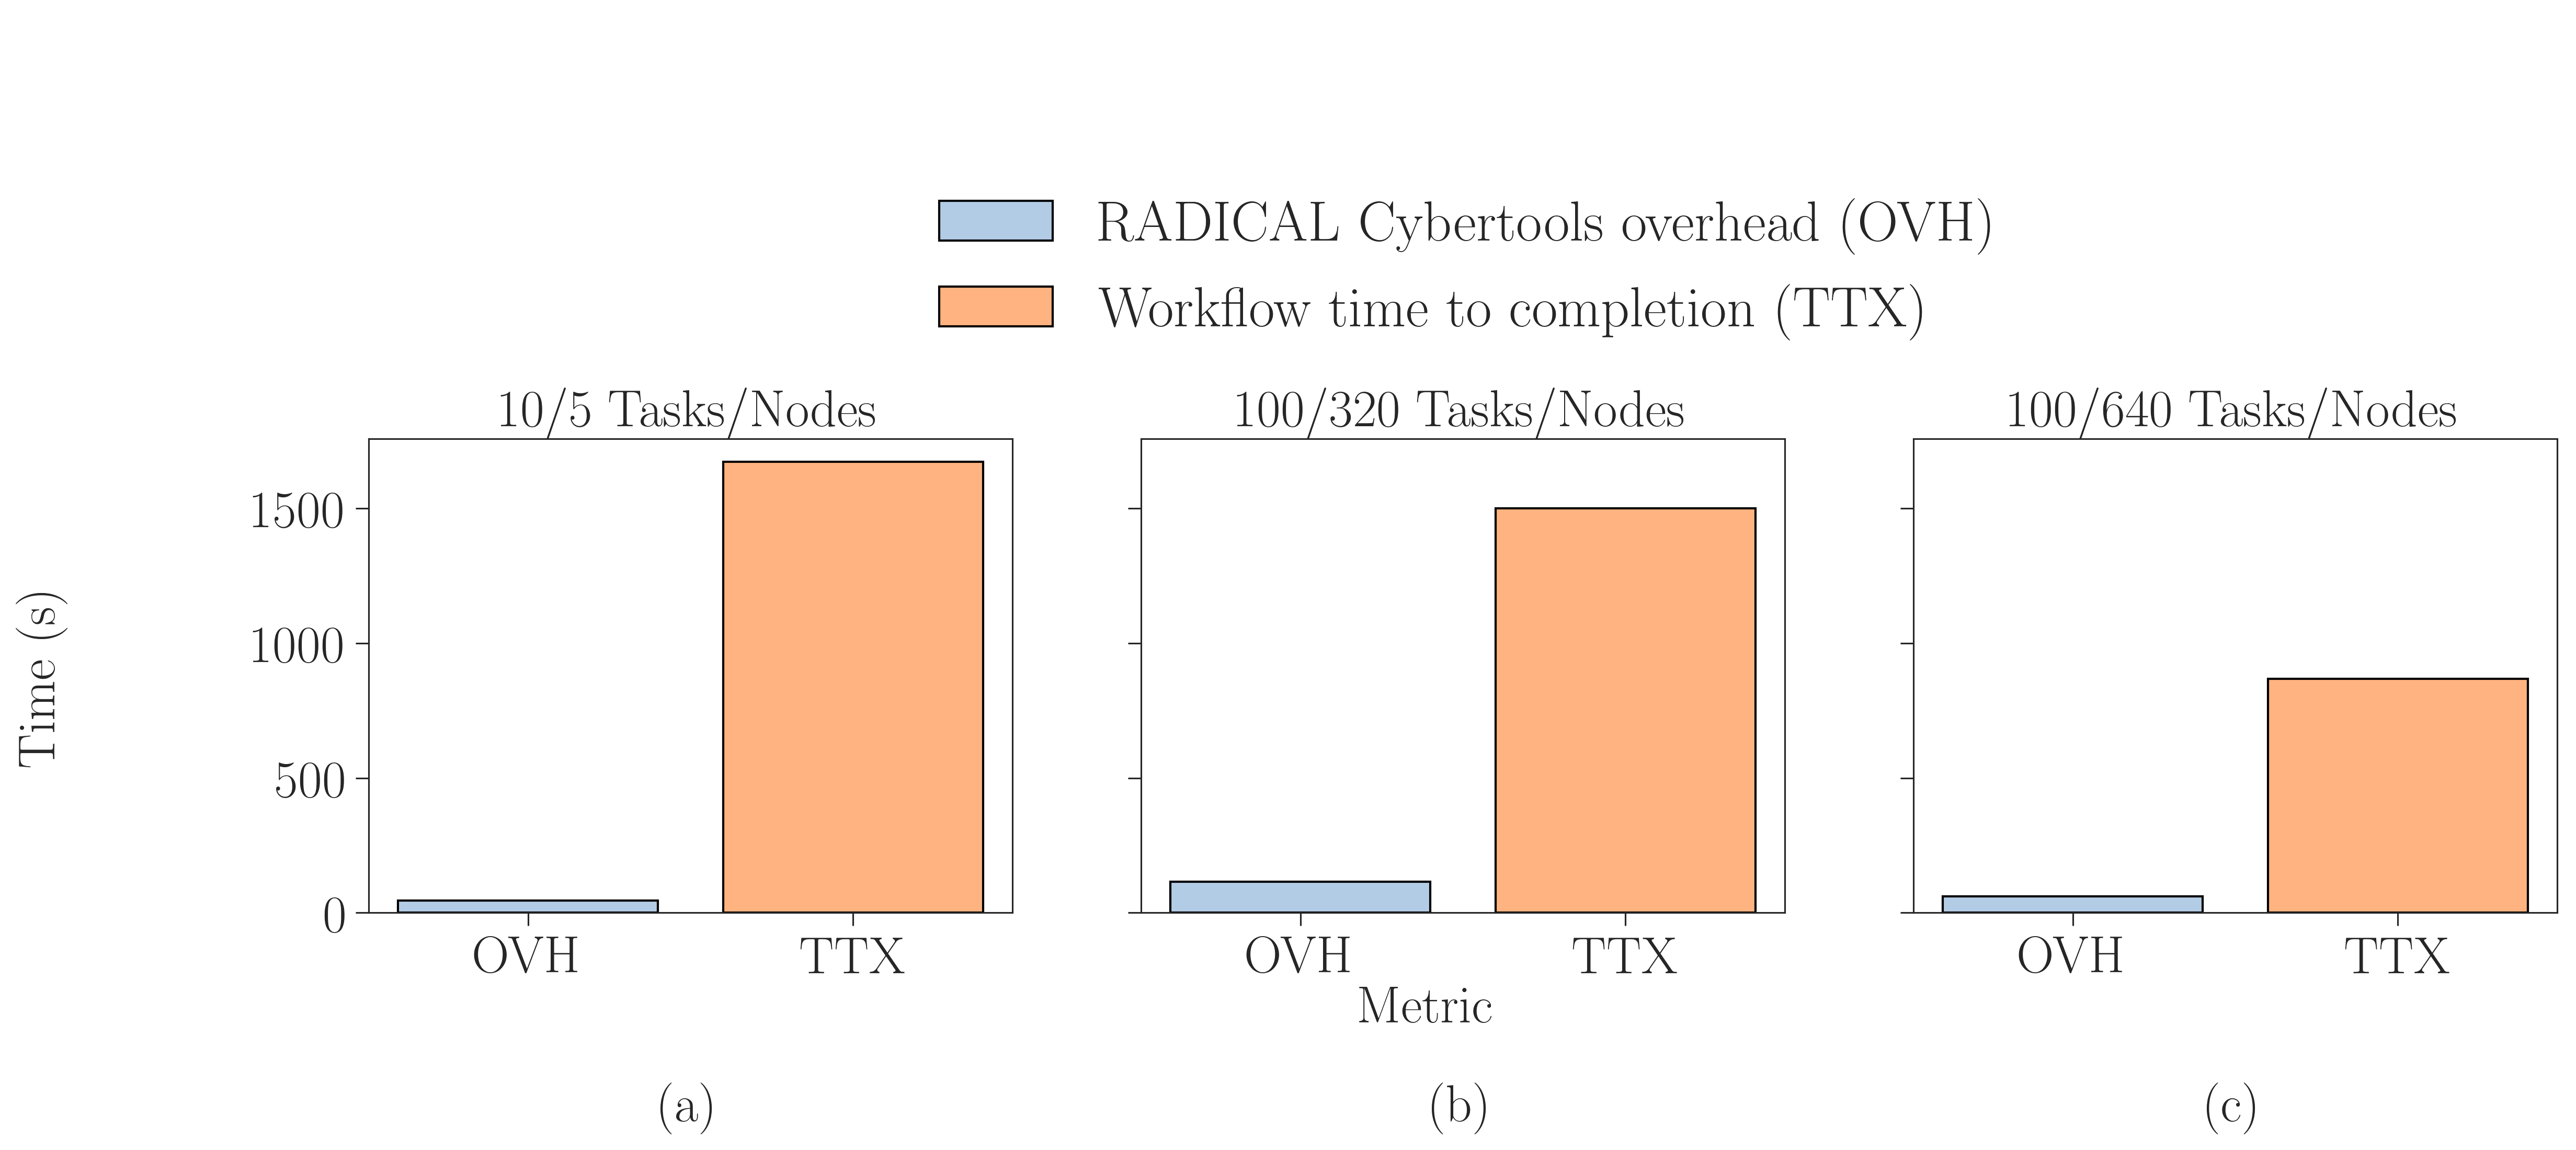 RADICAL Cybertools overhead (OVH)
Workflow time to completion (TTX)
10/5 Tasks/Nodes
100/320 Tasks/Nodes
100/640 Tasks/Nodes
Time (s)
1500
1000
500
0
OVH
TTX
OVH
TTX
OVH
TTX
Metric
(a)
(b)
(c)